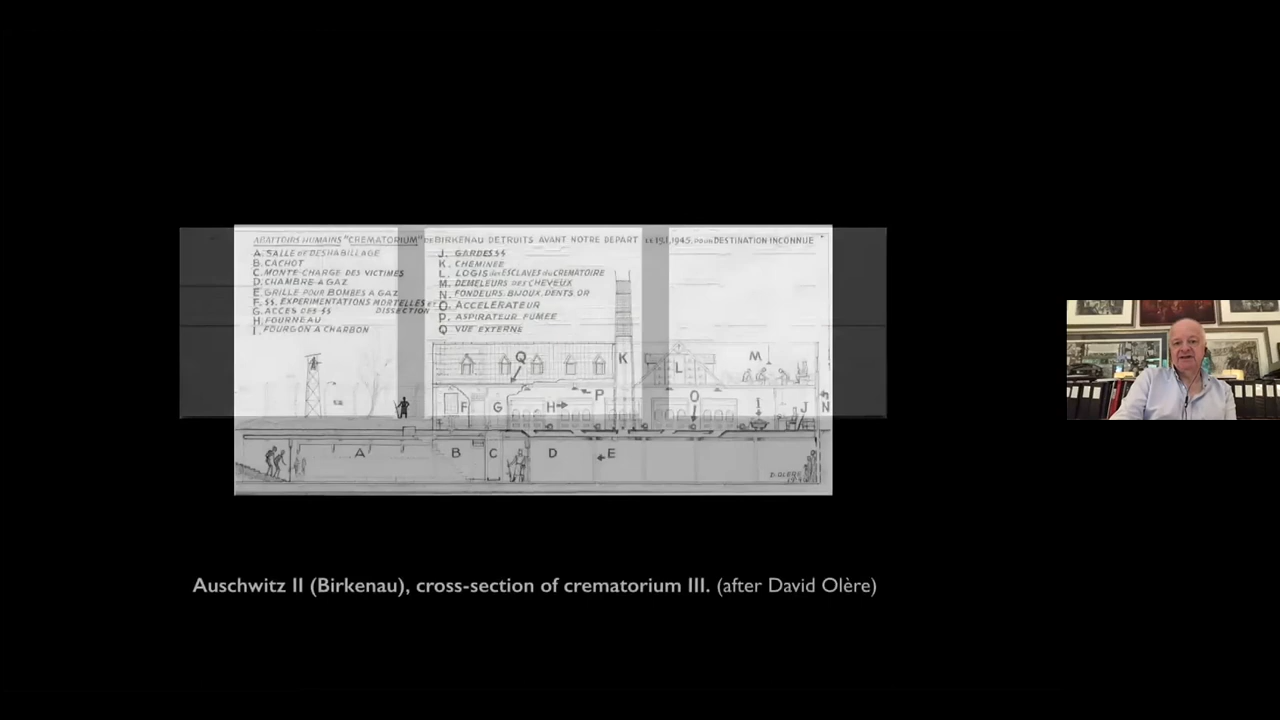 ABATTOIRS HUMAINS "CREMATORIUM" DE BIRKENAU DETRUITS AVANT NOTRE DEPART LE 19.1.1945. POUR DESTINATION INCONNUE
A. SALLE DE DESHABILLAGE
B. CACHOT
C. MONTE-CHARGE DES VICTIMES
D. CHAMBRE A GAZ
E. GRILLE POUR BOMBES A GAZ
F. SS. EXPERIMENTATIONS MORTELLES ET
DISSECTION
G. ACCES DES SS
H. FOURNEAU
I. FOURGON A CHARBON
J. GARDES SS
K. CHEMINEE
L. LOGIS des ESCLAVES du CREMATOIRE
M. DEMELEURS DES CHEVEUX
N. FONDEURS. BIJOUX. DENTS. OR
O. ACCELERATEUR
P. ASPIRATEUR. FUMEE
Q. VUE EXTERNE
Q
K
L
M
F
G
H
P
O
I
J
N
A
B
C
D
E
D. OLERE
Auschwitz II (Birkenau), cross-section of crematorium III. (after David Olère)